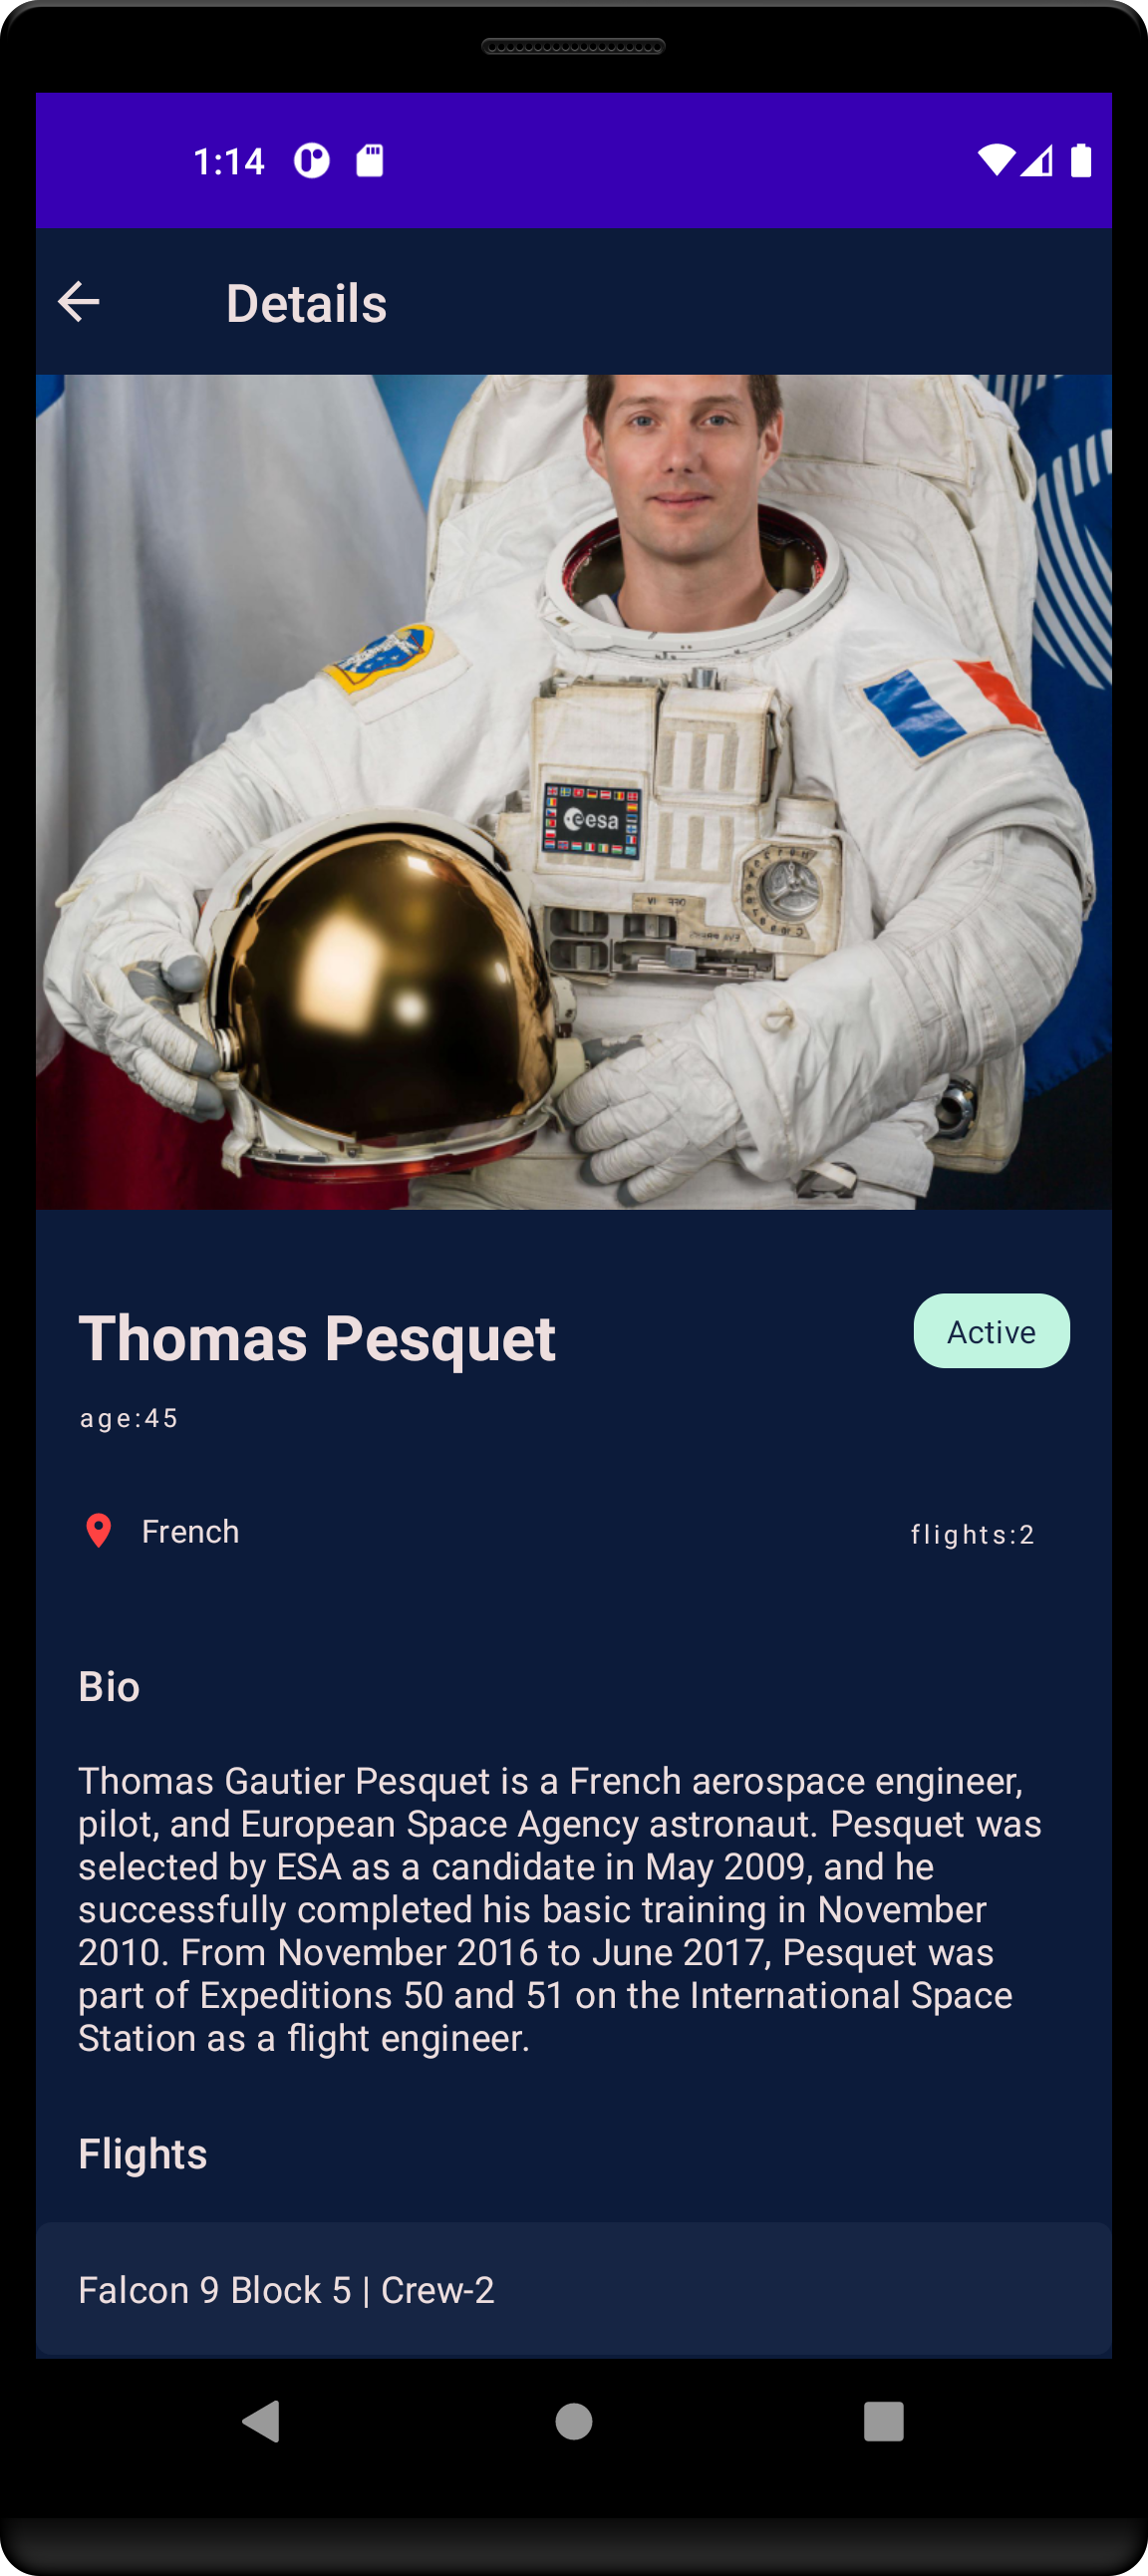 1:14
Details
esa
Thomas Pesquet
Active
age:45
French
flights:2
Bio
Thomas Gautier Pesquet is a French aerospace engineer,
pilot, and European Space Agency astronaut. Pesquet was
selected by ESA as a candidate in May 2009, and he
successfully completed his basic training in November
2010. From November 2016 to June 2017, Pesquet was
part of Expeditions 50 and 51 on the International Space
Station as a flight engineer.
Flights
Falcon 9 Block 5 | Crew-2